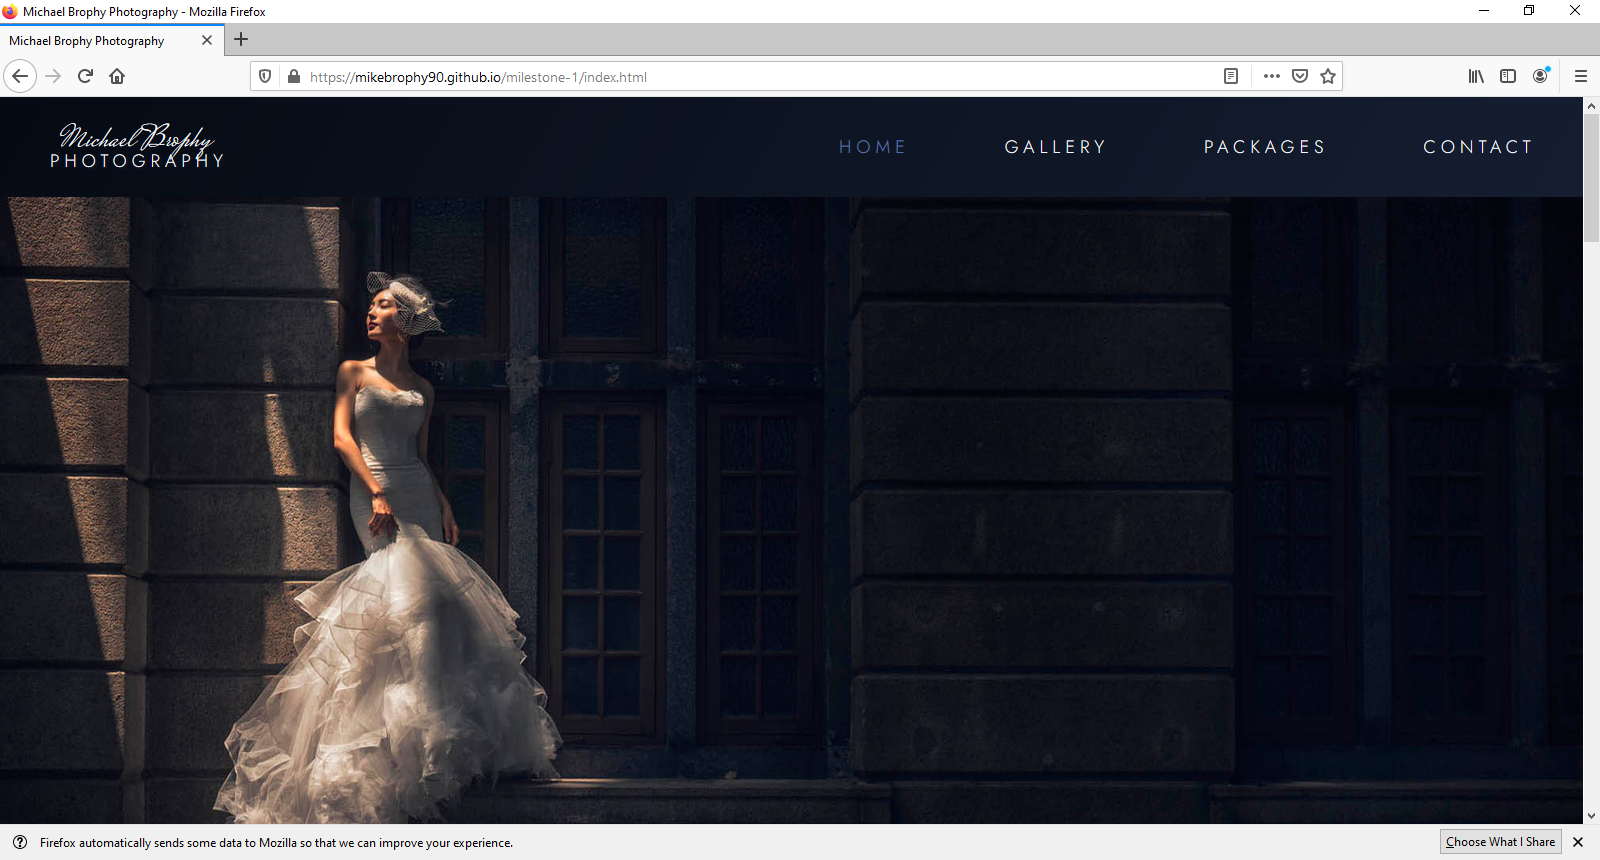 Michael Brophy Photography - Mozilla Firefox
Michael Brophy Photography
https://mikebrophy90.github.io/milestone-1/index.html
Michael Brophy
PHOTOGRAPHY
HOME GALLERY PACKAGES CONTACT
Firefox automatically sends some data to Mozilla so that we can improve your experience. Choose What I Share